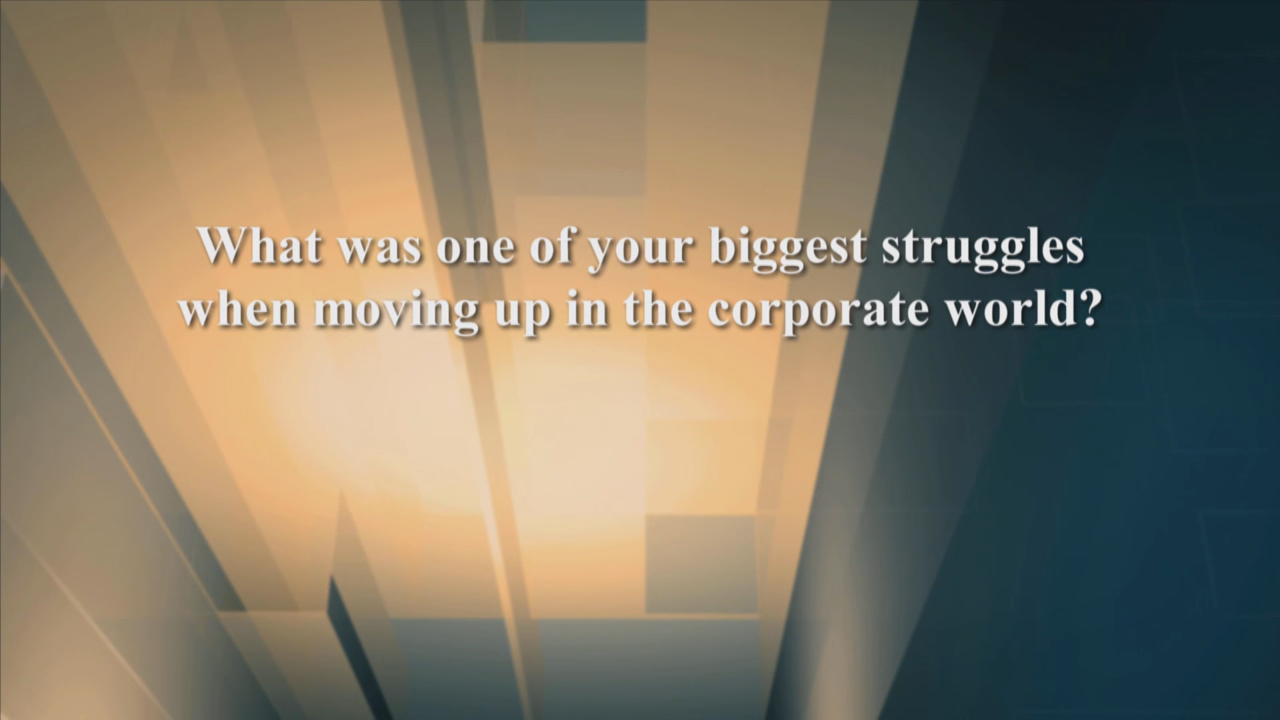 What was one of your biggest struggles
when moving up in the corporate world?